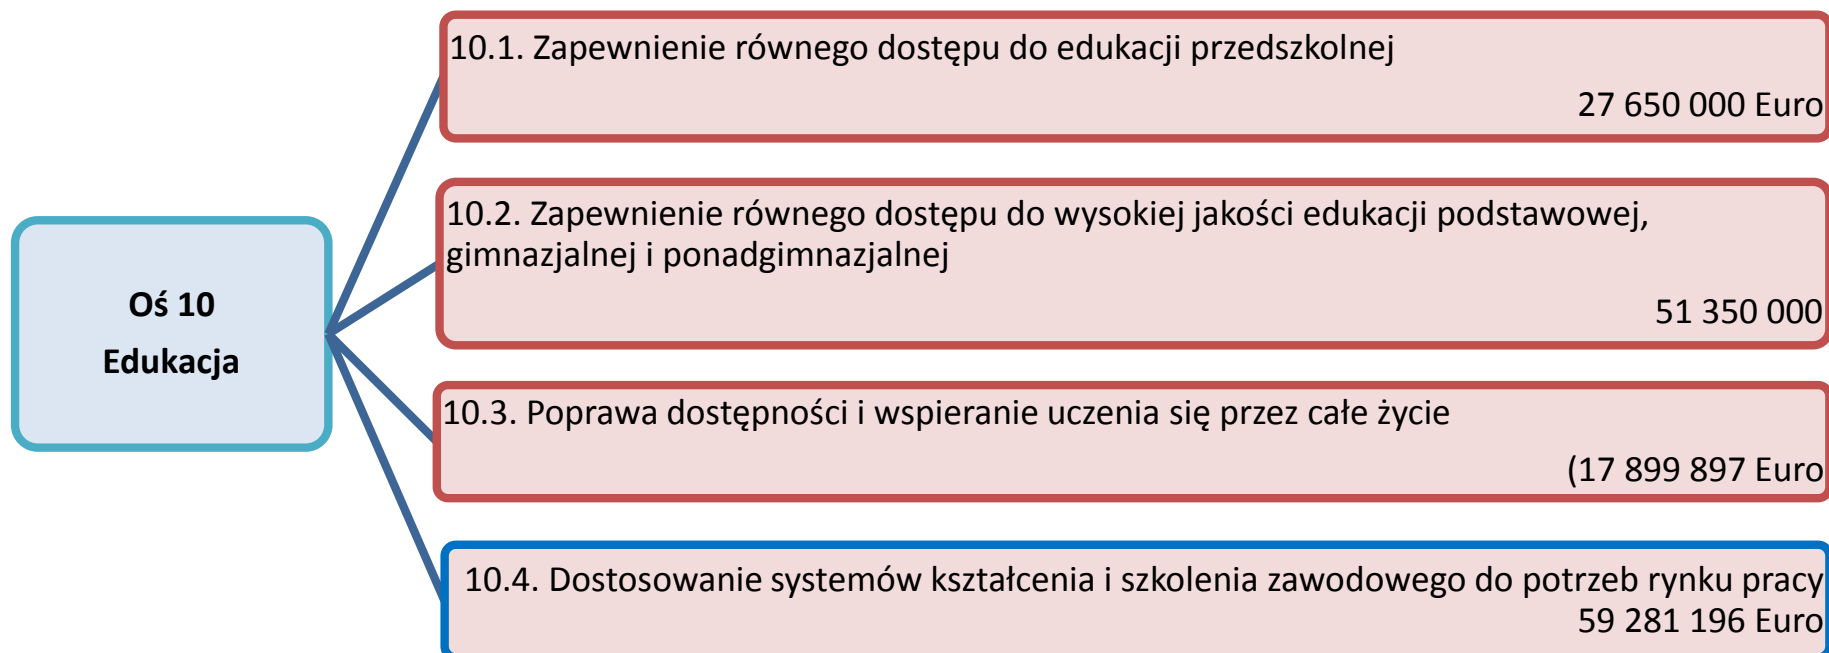 10.1. Zapewnienie równego dostępu do edukacji przedszkolnej
27 650 000 Euro
10.2. Zapewnienie równego dostępu do wysokiej jakości edukacji podstawowej,
gimnazjalnej i ponadgimnazjalnej
51 350 000
Oś 10
Edukacja
10.3. Poprawa dostępności i wspieranie uczenia się przez całe życie
(17 899 897 Euro
10.4. Dostosowanie systemów kształcenia i szkolenia zawodowego do potrzeb rynku pracy
59 281 196 Euro